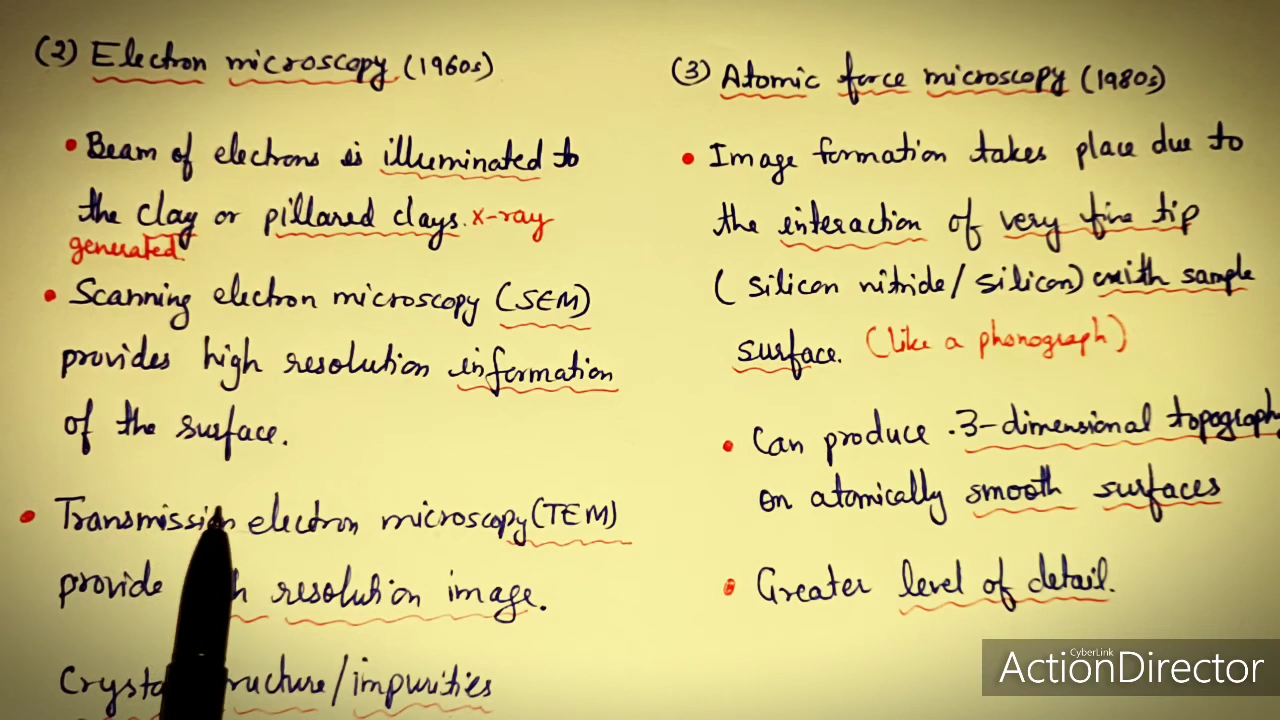 (2) Electron microscopy (1960s)
• Beam of electrons is illuminated to
the clay or pillared clays. x-ray
generated.
• Scanning electron microscopy (SEM)
provides high resolution information
of the surface.
• Transmission electron microscopy (TEM)
provide resolution image.
structure/impurities
(3) Atomic force microscopy (1980s)
• Image formation takes place due to
the interaction of very fine tip
(silicon nitride/silicon) with sample
surface. (like a phonograph)
• Can produce .3-dimensional topography
on atomically smooth surfaces
• Greater level of detail.
CyberLink
ActionDirector